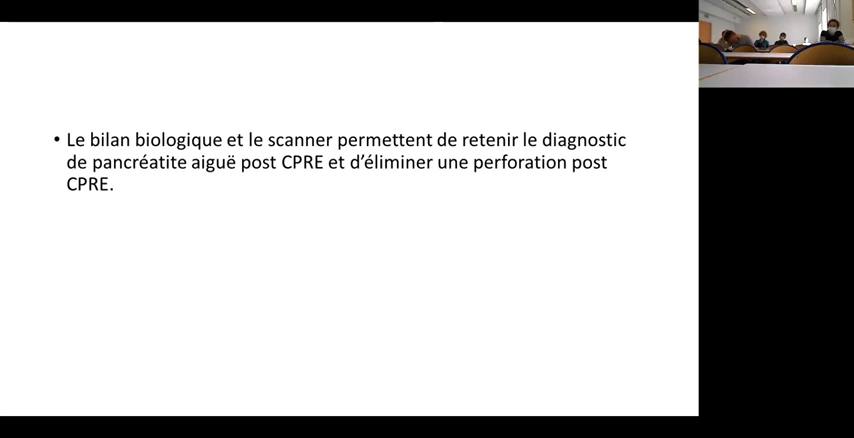 • Le bilan biologique et le scanner permettent de retenir le diagnostic
de pancréatite aiguë post CPRE et d’éliminer une perforation post
CPRE.